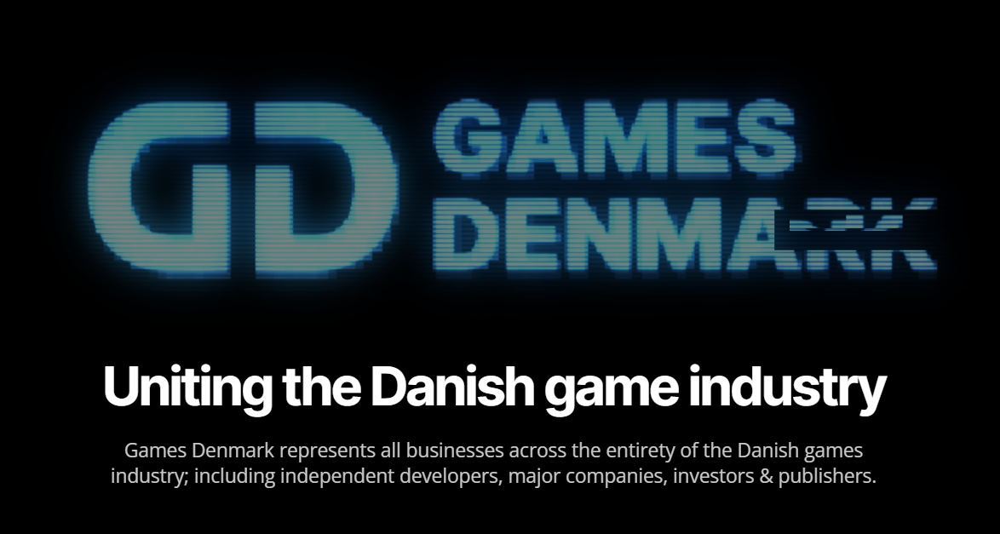 GD GAMES
DENMARK
Uniting the Danish game industry
Games Denmark represents all businesses across the entirety of the Danish games
industry; including independent developers, major companies, investors & publishers.